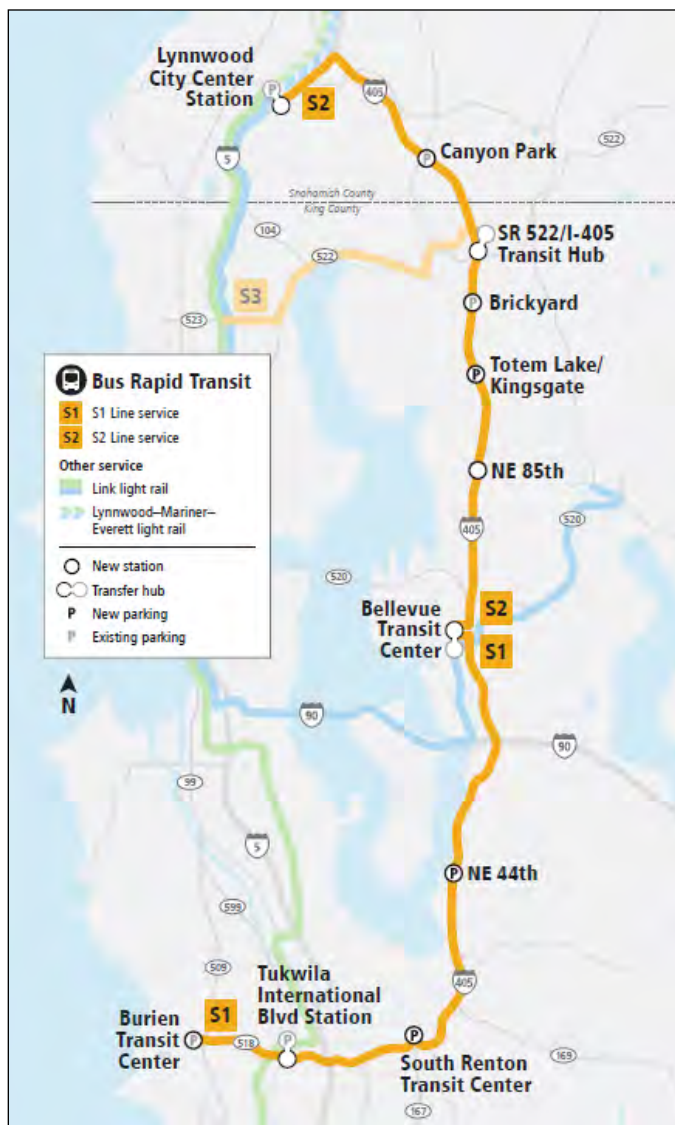 Lynnwood
City Center
Station
P
S2
405
Canyon Park
P
522
5
Snohomish County
King County
104
SR 522/I-405
Transit Hub
522
S3
523
Brickyard
P
Bus Rapid Transit
S1 S1 Line service
S2 S2 Line service
Other service
Link light rail
Lynnwood–Mariner–
Everett light rail
New station
Transfer hub
P New parking
P Existing parking
N
Totem Lake/
Kingsgate
P
NE 85th
405
520
520
Bellevue
Transit
Center
S2
S1
90
90
99
5
P
NE 44th
599
509
405
Tukwila
International
Blvd Station
P
Burien
Transit
Center
P
S1
518
P
South Renton
Transit Center
169
167